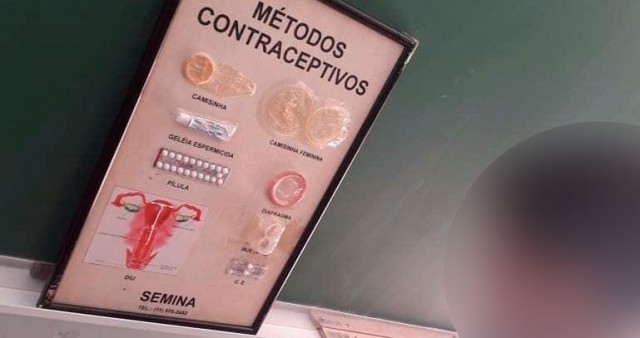 MÉTODOS
CONTRACEPTIVOS
CAMISINHA
CAMISINHA FEMININA
GELÉIA ESPERMICIDA
PÍLULA
DIAFRAGMA
DIU
C.E.
SEMINA